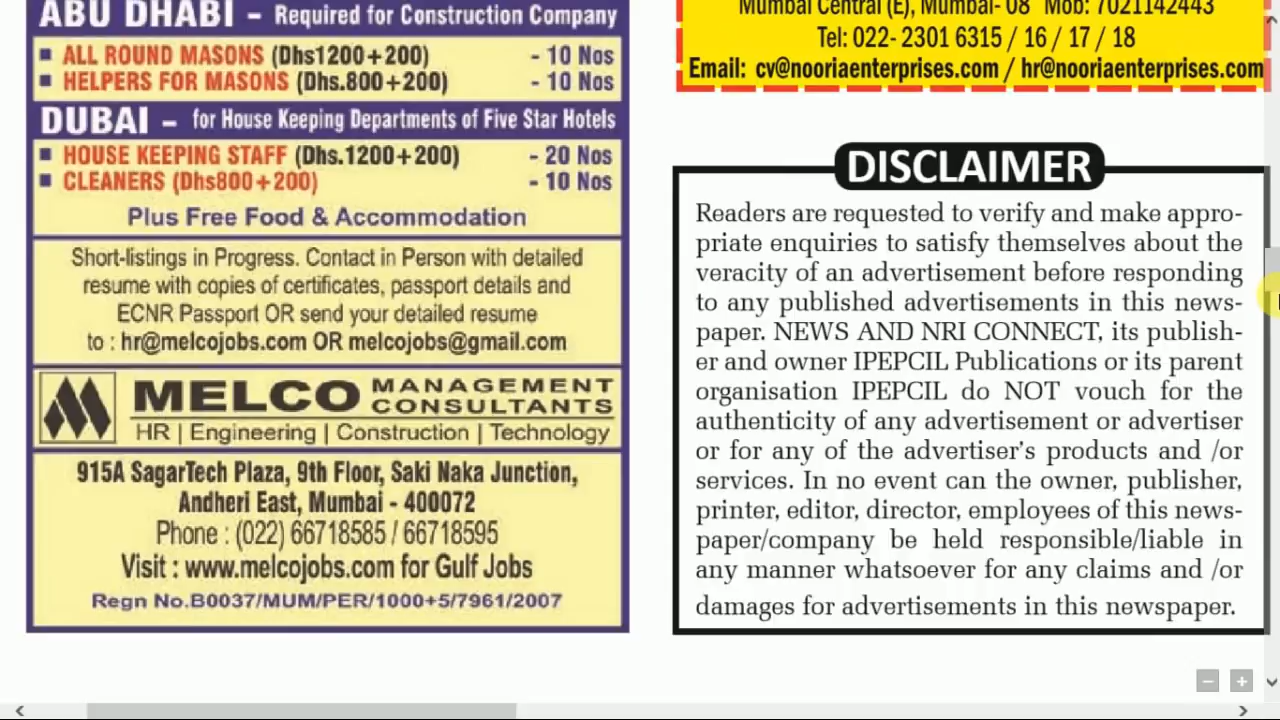 ABU DHABI – Required for Construction Company
ALL ROUND MASONS (Dhs1200+200) - 10 Nos
HELPERS FOR MASONS (Dhs.800+200) - 10 Nos
DUBAI – for House Keeping Departments of Five Star Hotels
HOUSE KEEPING STAFF (Dhs.1200+200) - 20 Nos
CLEANERS (Dhs800+200) - 10 Nos
Plus Free Food & Accommodation
Short-listings in Progress. Contact in Person with detailed
resume with copies of certificates, passport details and
ECNR Passport OR send your detailed resume
to : hr@melcojobs.com OR melcojobs@gmail.com
MELCO MANAGEMENT
CONSULTANTS
HR | Engineering | Construction | Technology
915A SagarTech Plaza, 9th Floor, Saki Naka Junction,
Andheri East, Mumbai - 400072
Phone : (022) 66718585 / 66718595
Visit : www.melcojobs.com for Gulf Jobs
Regn No.B0037/MUM/PER/1000+5/7961/2007
Mumbai Central (E), Mumbai- 08 Mob: 7021142443
Tel: 022- 2301 6315 / 16 / 17 / 18
Email: cv@nooriaenterprises.com / hr@nooriaenterprises.com
DISCLAIMER
Readers are requested to verify and make appro-
priate enquiries to satisfy themselves about the
veracity of an advertisement before responding
to any published advertisements in this news-
paper. NEWS AND NRI CONNECT, its publish-
er and owner IPEPCIL Publications or its parent
organisation IPEPCIL do NOT vouch for the
authenticity of any advertisement or advertiser
or for any of the advertiser's products and /or
services. In no event can the owner, publisher,
printer, editor, director, employees of this news-
paper/company be held responsible/liable in
any manner whatsoever for any claims and /or
damages for advertisements in this newspaper.